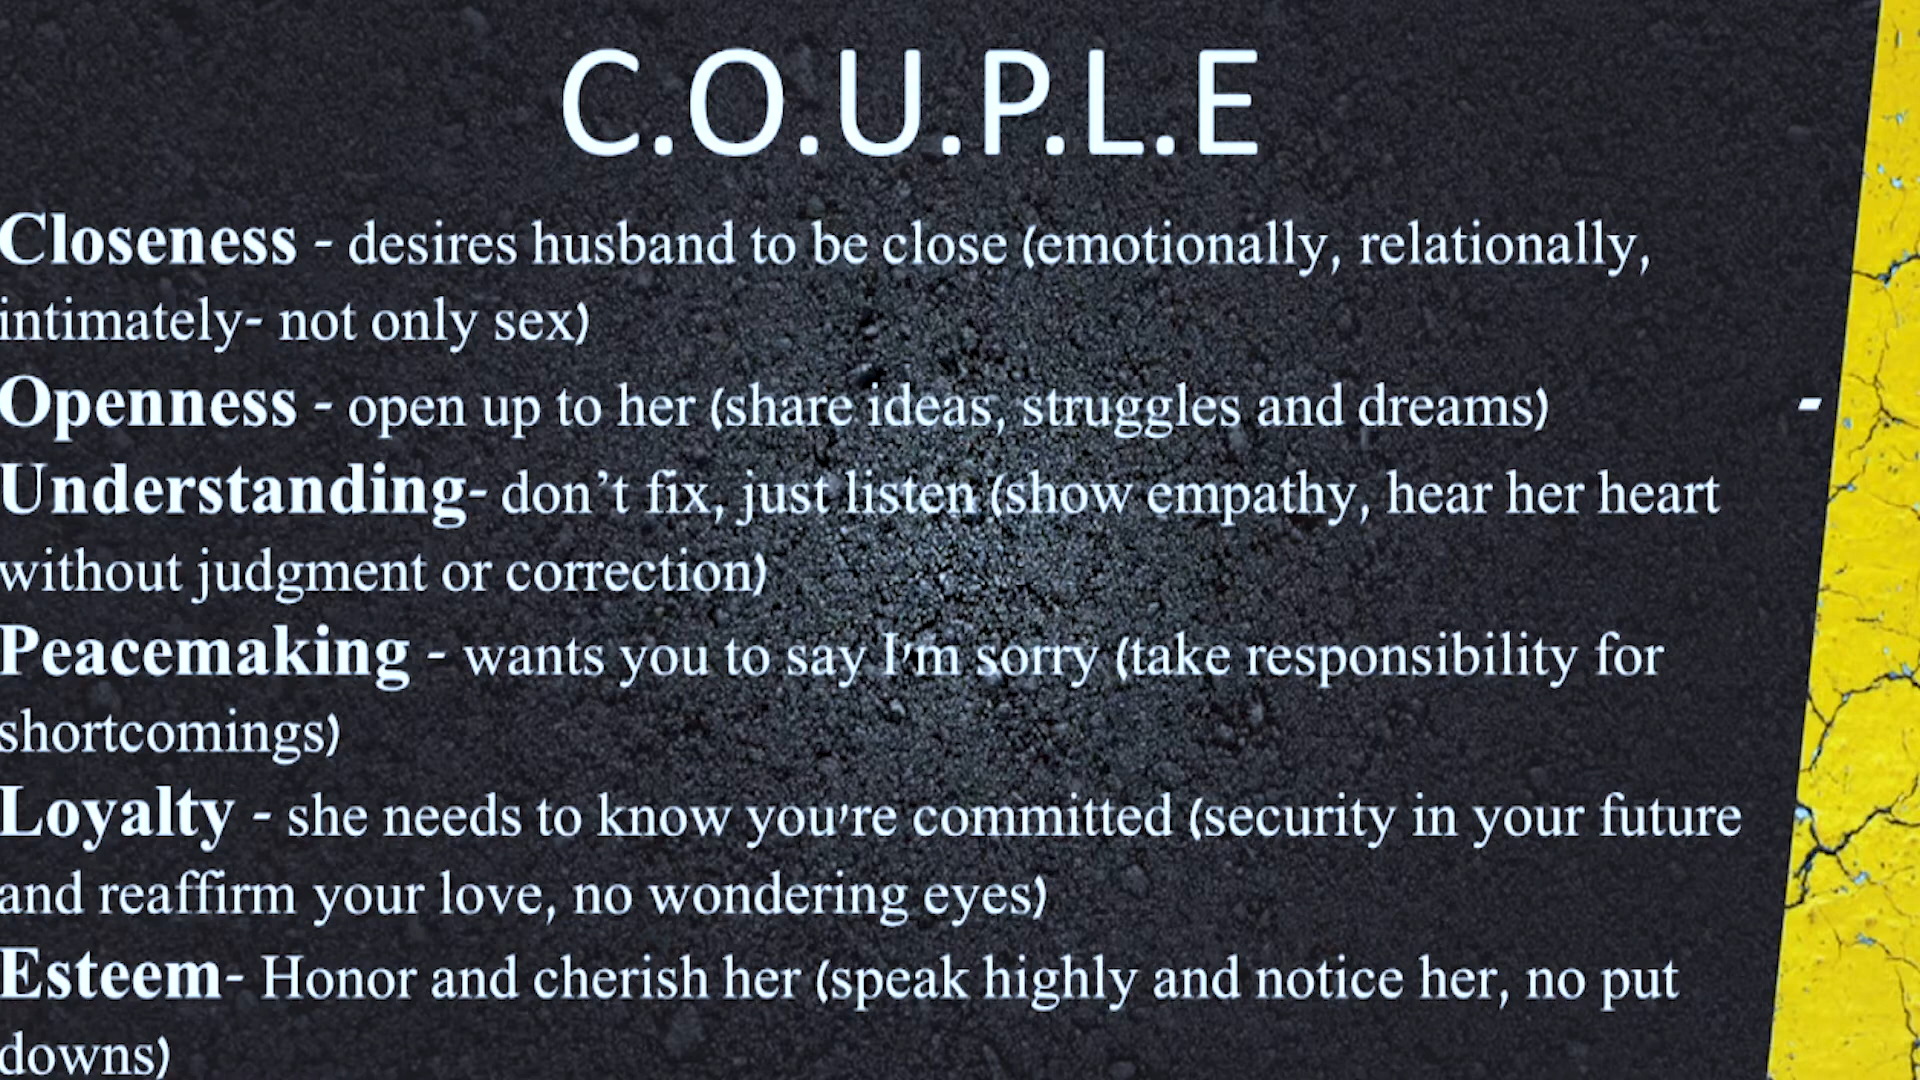 C.O.U.P.L.E
Closeness - desires husband to be close (emotionally, relationally,
intimately- not only sex)
Openness - open up to her (share ideas, struggles and dreams) -
Understanding- don’t fix, just listen (show empathy, hear her heart
without judgment or correction)
Peacemaking - wants you to say I'm sorry (take responsibility for
shortcomings)
Loyalty - she needs to know you're committed (security in your future
and reaffirm your love, no wondering eyes)
Esteem- Honor and cherish her (speak highly and notice her, no put
downs)